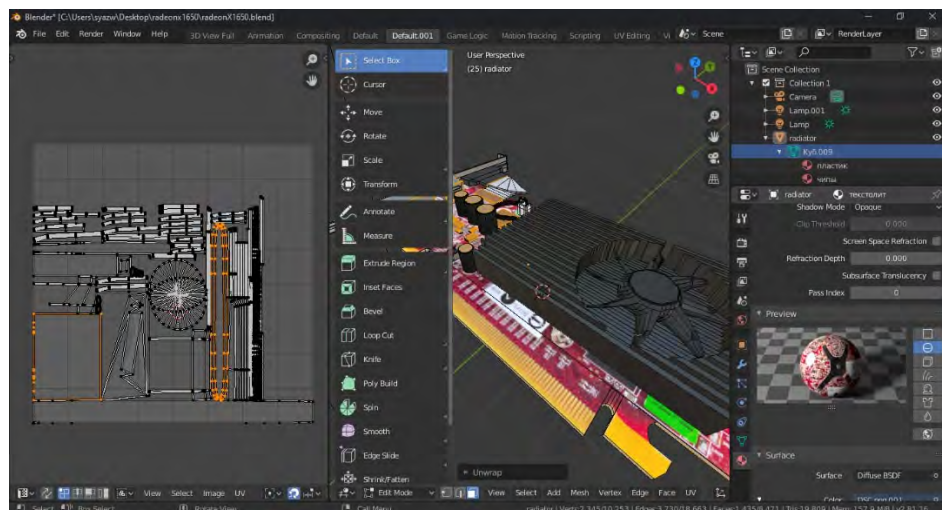 Blender* [C:\Users\syazw\Desktop\radeonx1650\radeonX1650.blend]
File Edit Render Window Help
3D View Full Animation Compositing Default Default.001 Game Logic Motion Tracking Scripting UV Editing
Scene
RenderLayer
Select Box
Cursor
Move
Rotate
Scale
Transform
Annotate
Measure
Extrude Region
Inset Faces
Bevel
Loop Cut
Knife
Poly Build
Spin
Smooth
Edge Slide
Shrink/Fatten
User Perspective
(25) radiator
Unwrap
Scene Collection
Collection 1
Camera
Lamp.001
Lamp
radiator
Куб.009
пластик
чипы
radiator
текстолит
Shadow Mode Opaque
Clip Threshold 0.000
Screen Space Refraction
Refraction Depth 0.000
Subsurface Translucency
Pass Index 0
Preview
Surface
Surface Diffuse BSDF
Color
View Select Image UV
Edit Mode View Select Add Mesh Vertex Edge Face UV
Select Box Select Rotate View Call Menu